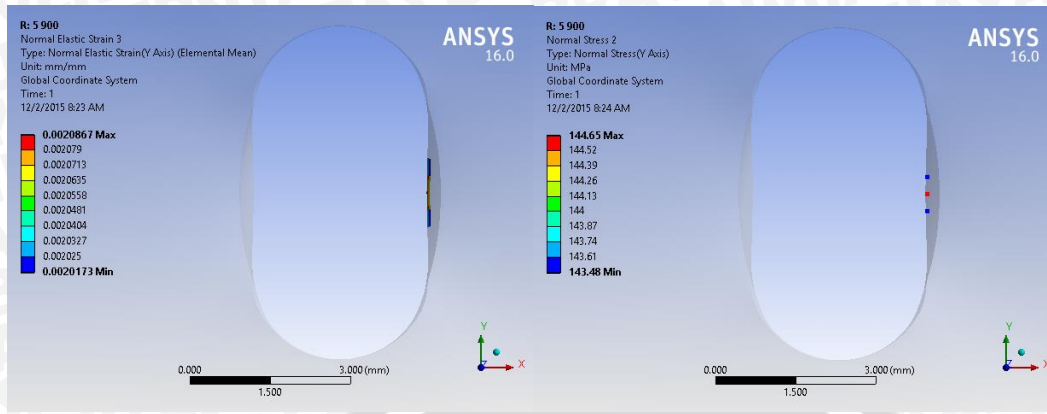 R: 5 900
Normal Elastic Strain 3
Type: Normal Elastic Strain(Y Axis) (Elemental Mean)
Unit: mm/mm
Global Coordinate System
Time: 1
12/2/2015 8:23 AM
ANSYS
16.0
0.0020867 Max
0.002079
0.0020713
0.0020635
0.0020558
0.0020481
0.0020404
0.0020327
0.002025
0.0020173 Min
Y
X
Z
0.000
3.000 (mm)
1.500
R: 5 900
Normal Stress 2
Type: Normal Stress(Y Axis)
Unit: MPa
Global Coordinate System
Time: 1
12/2/2015 8:24 AM
ANSYS
16.0
144.65 Max
144.52
144.39
144.26
144.13
144
143.87
143.74
143.61
143.48 Min
Y
X
Z
0.000
3.000 (mm)
1.500